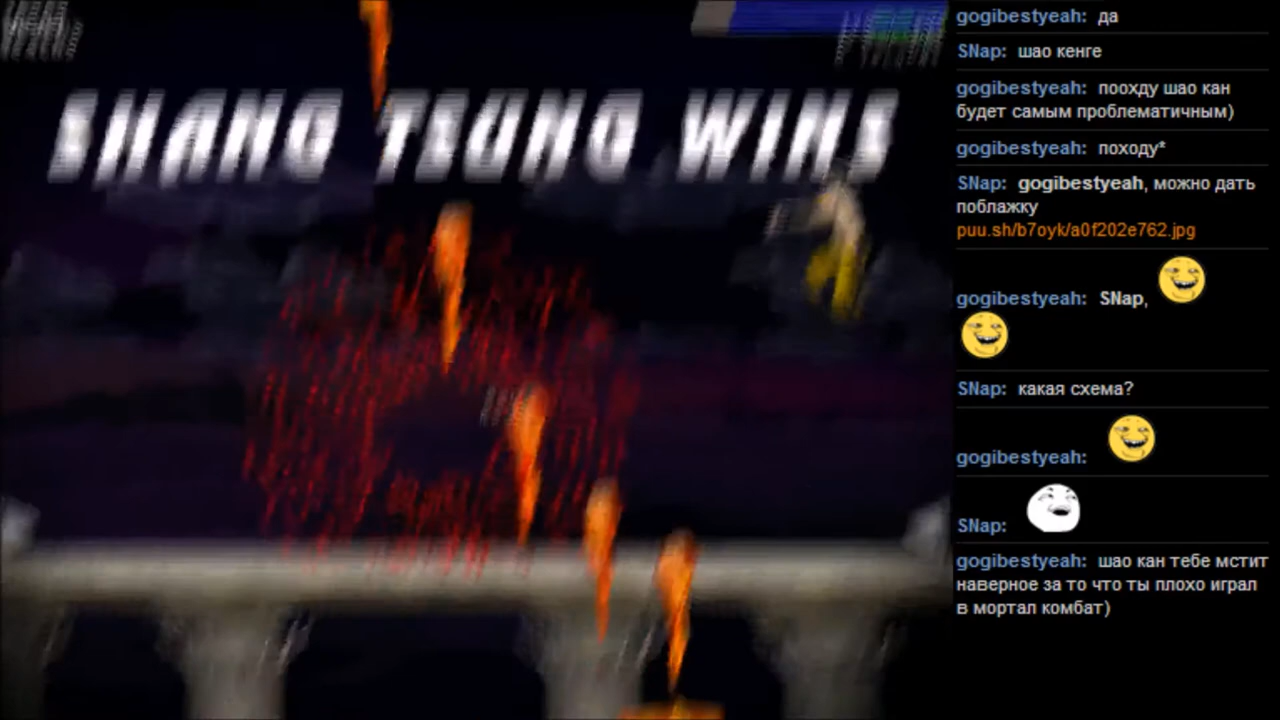 SHANG TSUNG WINS
gogibestyeah: да
SNap: шао кенге
gogibestyeah: поохду шао кан
будет самым проблематичным)
gogibestyeah: походу*
SNap: gogibestyeah, можно дать
поблажку
puu.sh/b7oyk/a0f202e762.jpg
gogibestyeah: SNap,
SNap: какая схема?
gogibestyeah:
SNap:
gogibestyeah: шао кан тебе мстит
наверное за то что ты плохо играл
в мортал комбат)